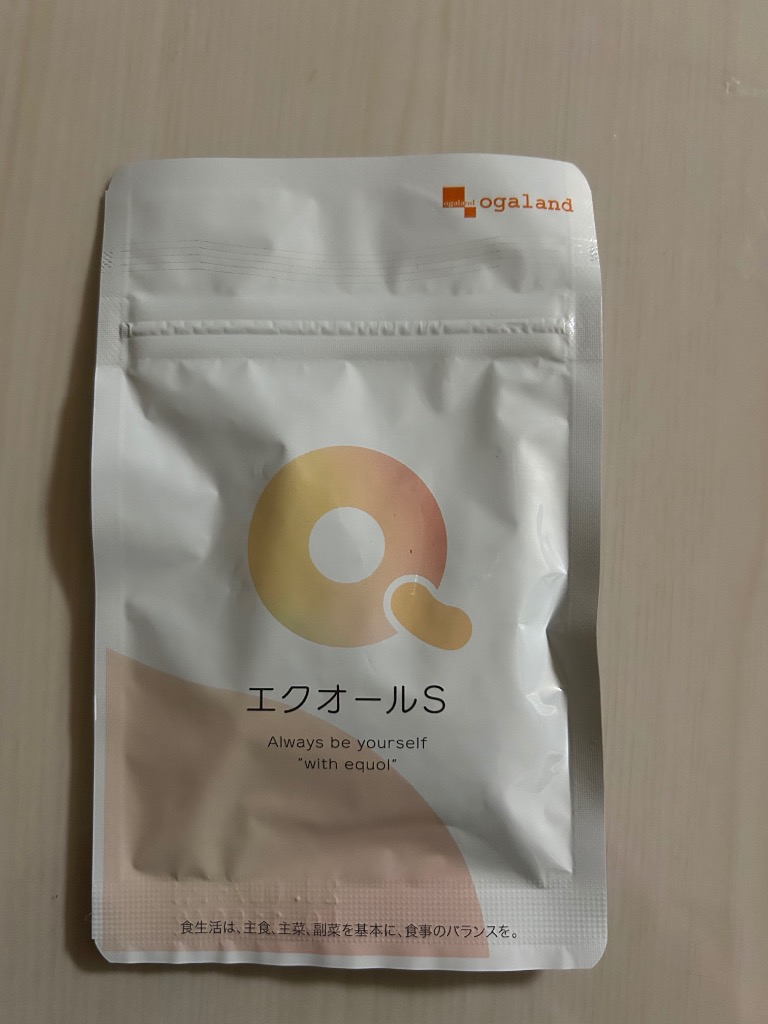 ogaland
ogaland
エクオールS
Always be yourself
"with equol"
食生活は、主食、主菜、副菜を基本に、食事のバランスを。